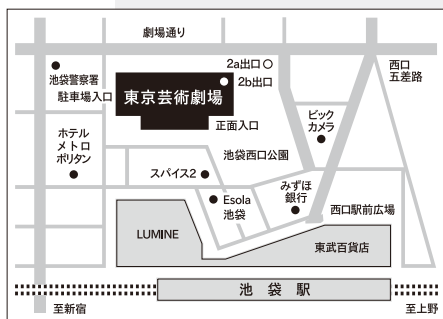 劇場通り
2a出口
西口
五差路
池袋警察署
2b出口
駐車場入口
東京芸術劇場
正面入口
ビック
カメラ
ホテル
メトロ
ポリタン
池袋西口公園
スパイス2
みずほ
銀行
Esola
池袋
西口駅前広場
LUMINE
東武百貨店
池袋駅
至新宿
至上野